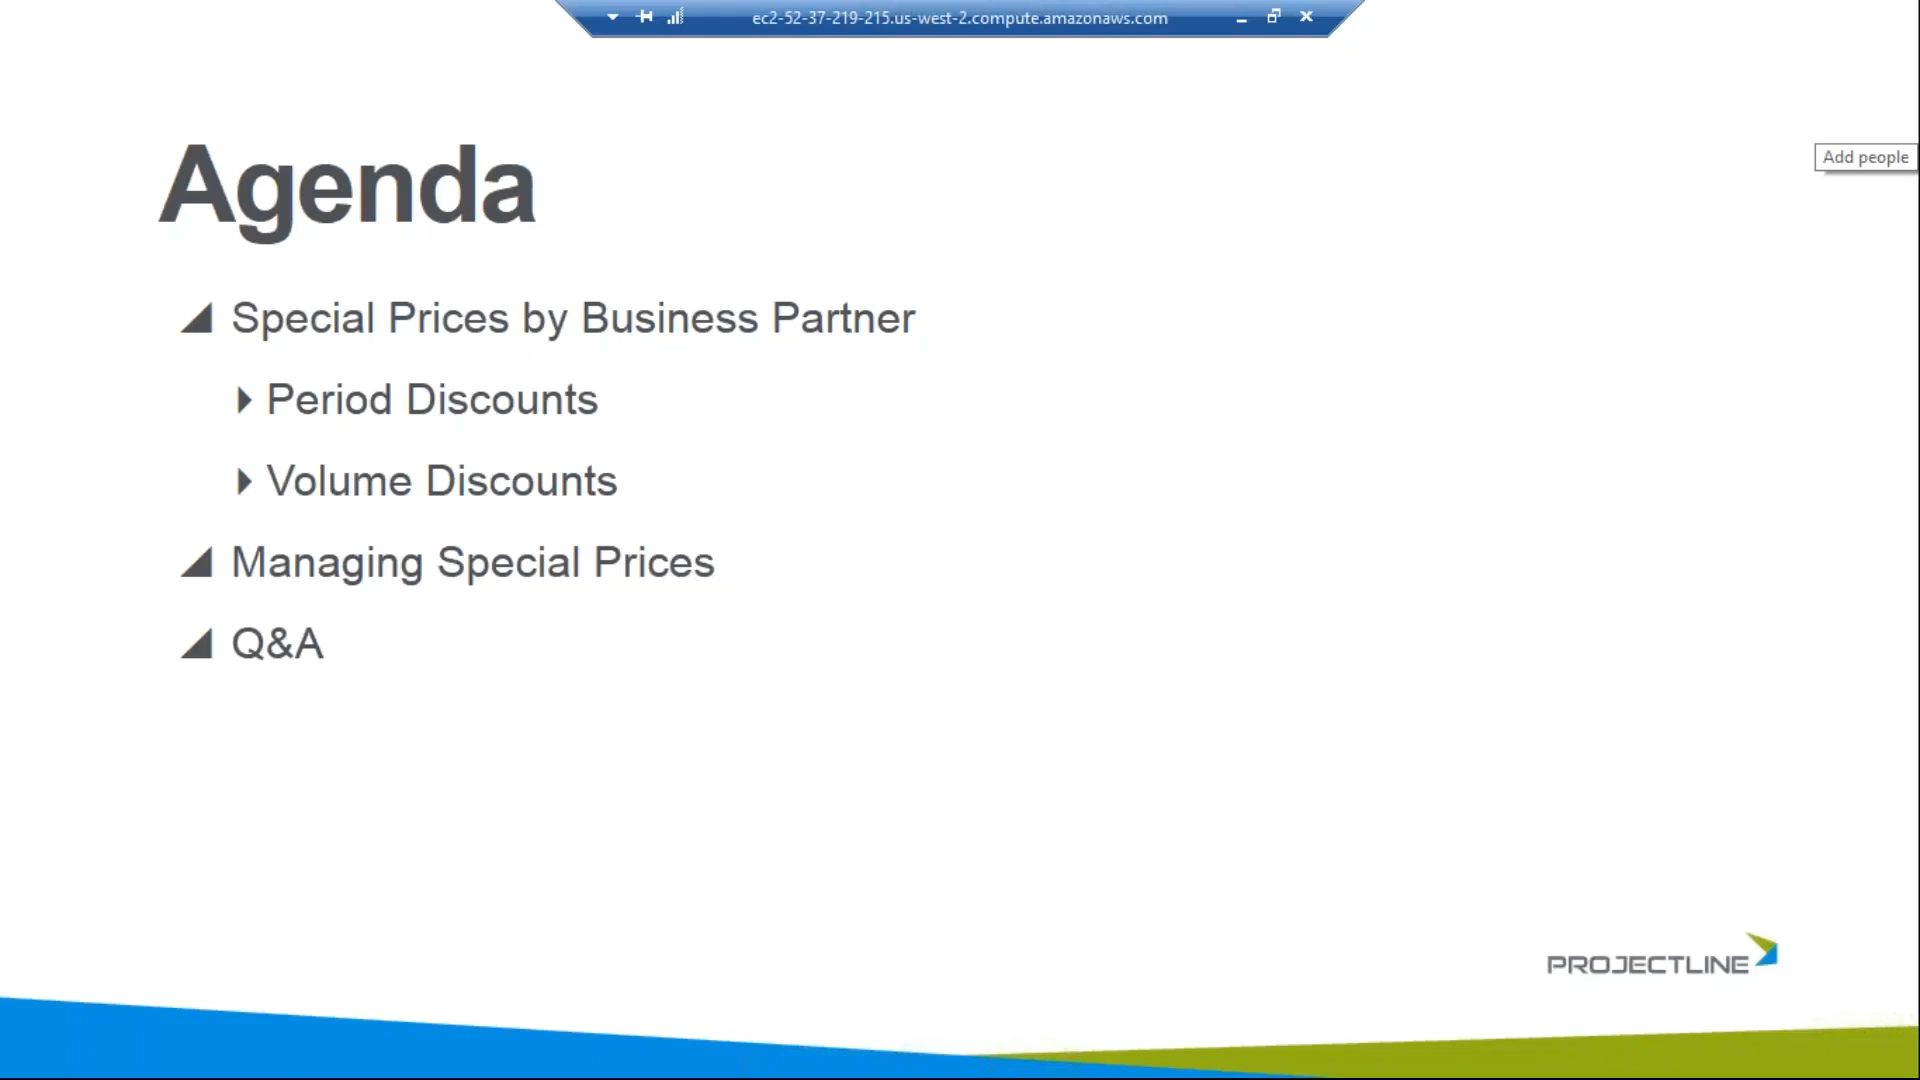 ec2-52-37-219-215.us-west-2.compute.amazonaws.com
Agenda
Add people
Special Prices by Business Partner
Period Discounts
Volume Discounts
Managing Special Prices
Q&A
PROJECTLINE